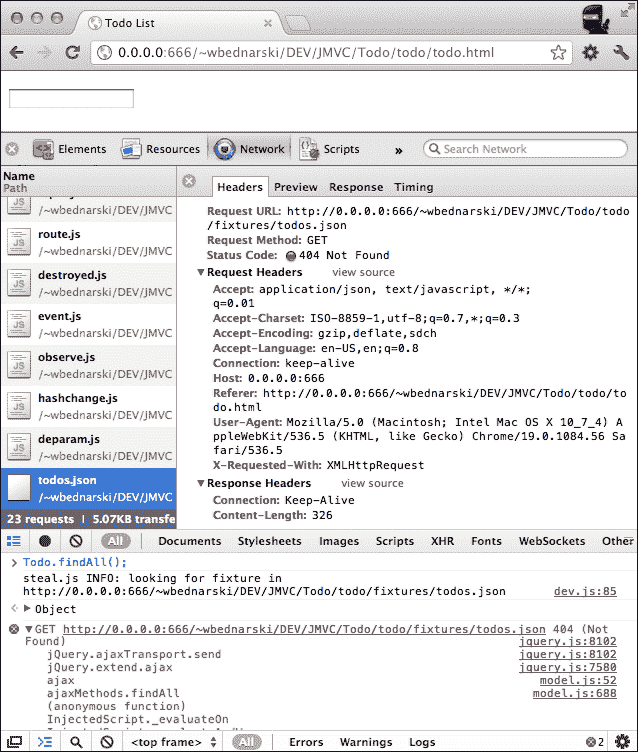 Todo List
0.0.0.0:666/~wbednarski/DEV/JMVC/Todo/todo/todo.html
Elements
Resources
Network
Scripts
»
Search Network
Name
Path
/~wbednarski/DEV/JMVC
route.js
/~wbednarski/DEV/JMVC
destroyed.js
/~wbednarski/DEV/JMVC
event.js
/~wbednarski/DEV/JMVC
observe.js
/~wbednarski/DEV/JMVC
hashchange.js
/~wbednarski/DEV/JMVC
deparam.js
/~wbednarski/DEV/JMVC
todos.json
/~wbednarski/DEV/JMVC
23 requests | 5.07KB transfe
Headers Preview Response Timing
Request URL: http://0.0.0.0:666/~wbednarski/DEV/JMVC/Todo/todo
/fixtures/todos.json
Request Method: GET
Status Code: 404 Not Found
Request Headers view source
Accept: application/json, text/javascript, */*;
q=0.01
Accept-Charset: ISO-8859-1,utf-8;q=0.7,*;q=0.3
Accept-Encoding: gzip,deflate,sdch
Accept-Language: en-US,en;q=0.8
Connection: keep-alive
Host: 0.0.0.0:666
Referer: http://0.0.0.0:666/~wbednarski/DEV/JMVC/Todo/todo/to
do.html
User-Agent: Mozilla/5.0 (Macintosh; Intel Mac OS X 10_7_4) A
ppleWebKit/536.5 (KHTML, like Gecko) Chrome/19.0.1084.56 Sa
fari/536.5
X-Requested-With: XMLHttpRequest
Response Headers view source
Connection: Keep-Alive
Content-Length: 326
All Documents Stylesheets Images Scripts XHR Fonts WebSockets Other
> Todo.findAll();
steal.js INFO: looking for fixture in
http://0.0.0.0:666/~wbednarski/DEV/JMVC/Todo/todo/fixtures/todos.json dev.js:85
Object
GET http://0.0.0.0:666/~wbednarski/DEV/JMVC/Todo/todo/fixtures/todos.json 404 (Not
Found) jquery.js:8102
jQuery.ajaxTransport.send jquery.js:8102
jQuery.extend.ajax jquery.js:7580
ajax model.js:52
ajaxMethods.findAll model.js:688
(anonymous function)
InjectedScript._evaluateOn
<top frame> All Errors Warnings Logs 2